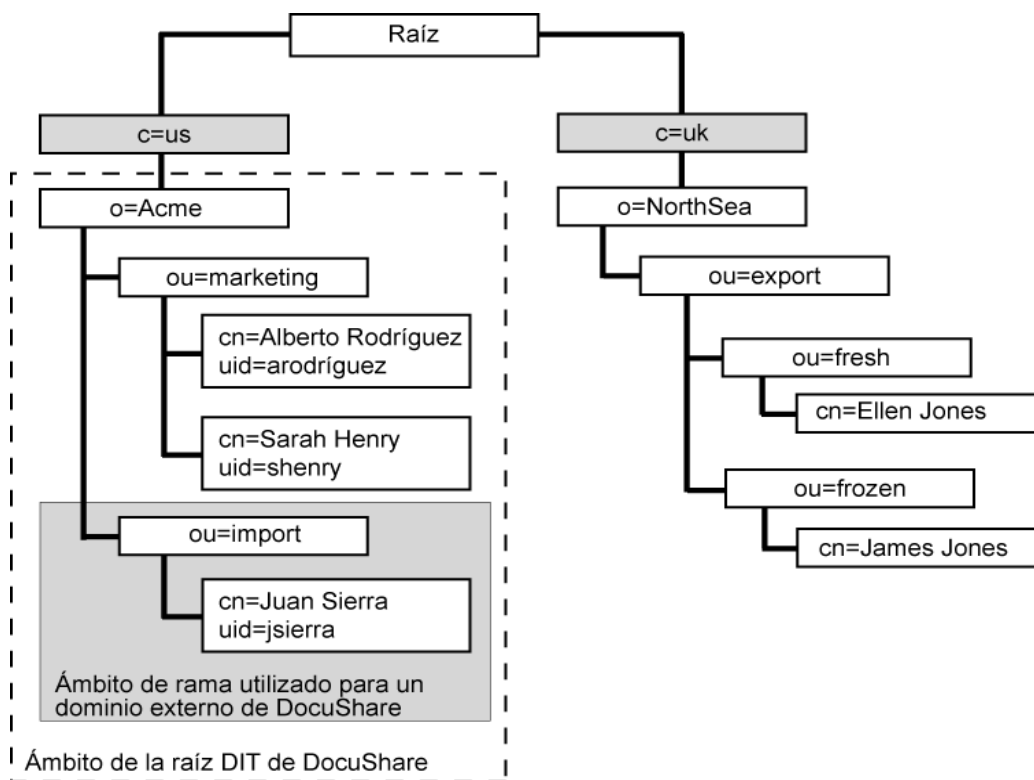 Raíz
c=us
o=Acme
ou=marketing
cn=Alberto Rodríguez
uid=arodríguez
cn=Sarah Henry
uid=shenry
ou=import
cn=Juan Sierra
uid=jsierra
Ámbito de rama utilizado para un
dominio externo de DocuShare
Ámbito de la raíz DIT de DocuShare
c=uk
o=NorthSea
ou=export
ou=fresh
cn=Ellen Jones
ou=frozen
cn=James Jones